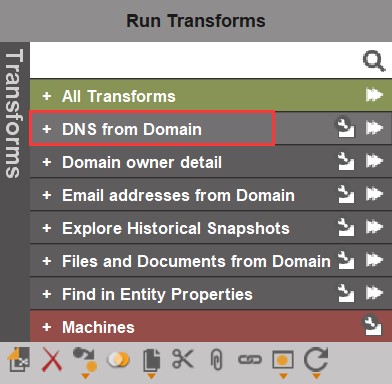 Run Transforms
Transforms
+ All Transforms
+ DNS from Domain
+ Domain owner detail
+ Email addresses from Domain
+ Explore Historical Snapshots
+ Files and Documents from Domain
+ Find in Entity Properties
+ Machines